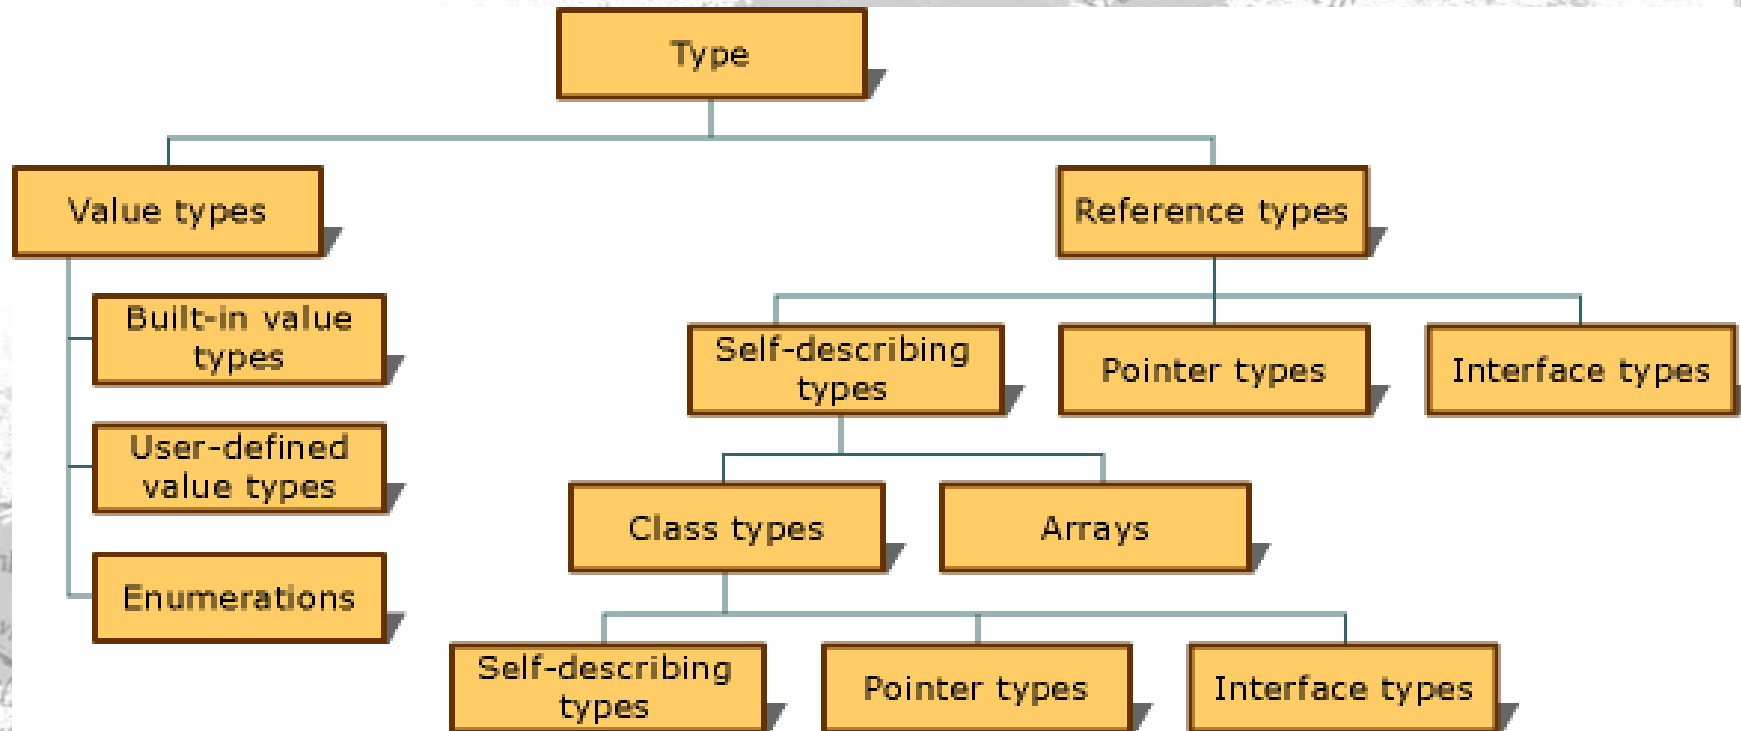 Type
Value types
Reference types
Built-in value
types
Self-describing
types
Pointer types
Interface types
User-defined
value types
Class types
Arrays
Enumerations
Self-describing
types
Pointer types
Interface types